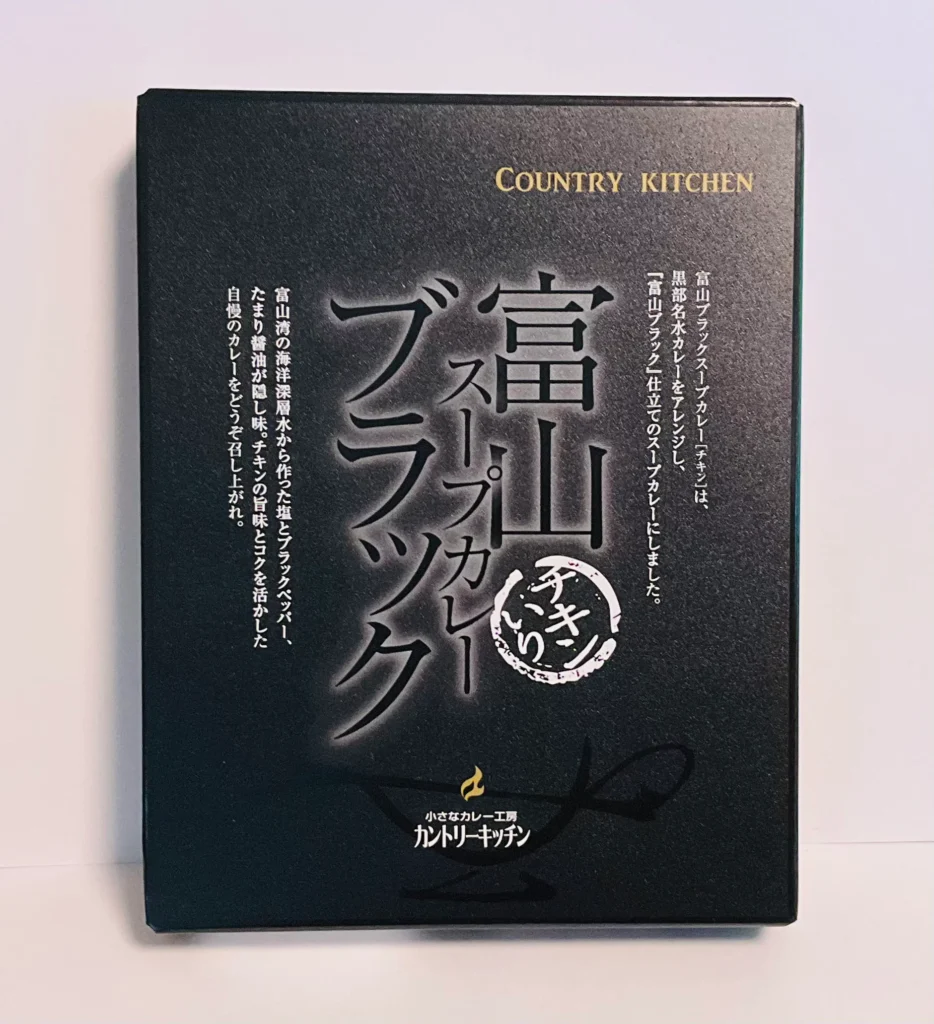 COUNTRY KITCHEN
富山ブラックスープカレー[チキン]は、
黒部名水カレーをアレンジし、
『富山ブラック』仕立てのスープカレーにしました。
富山
スープカレー
ブラック
チキン
いり
富山湾の海洋深層水から作った塩とブラックペッパー、
たまり醤油が隠し味。チキンの旨味とコクを活かした
自慢のカレーをどうぞ召し上がれ。
小さなカレー工房
カントリーキッチン